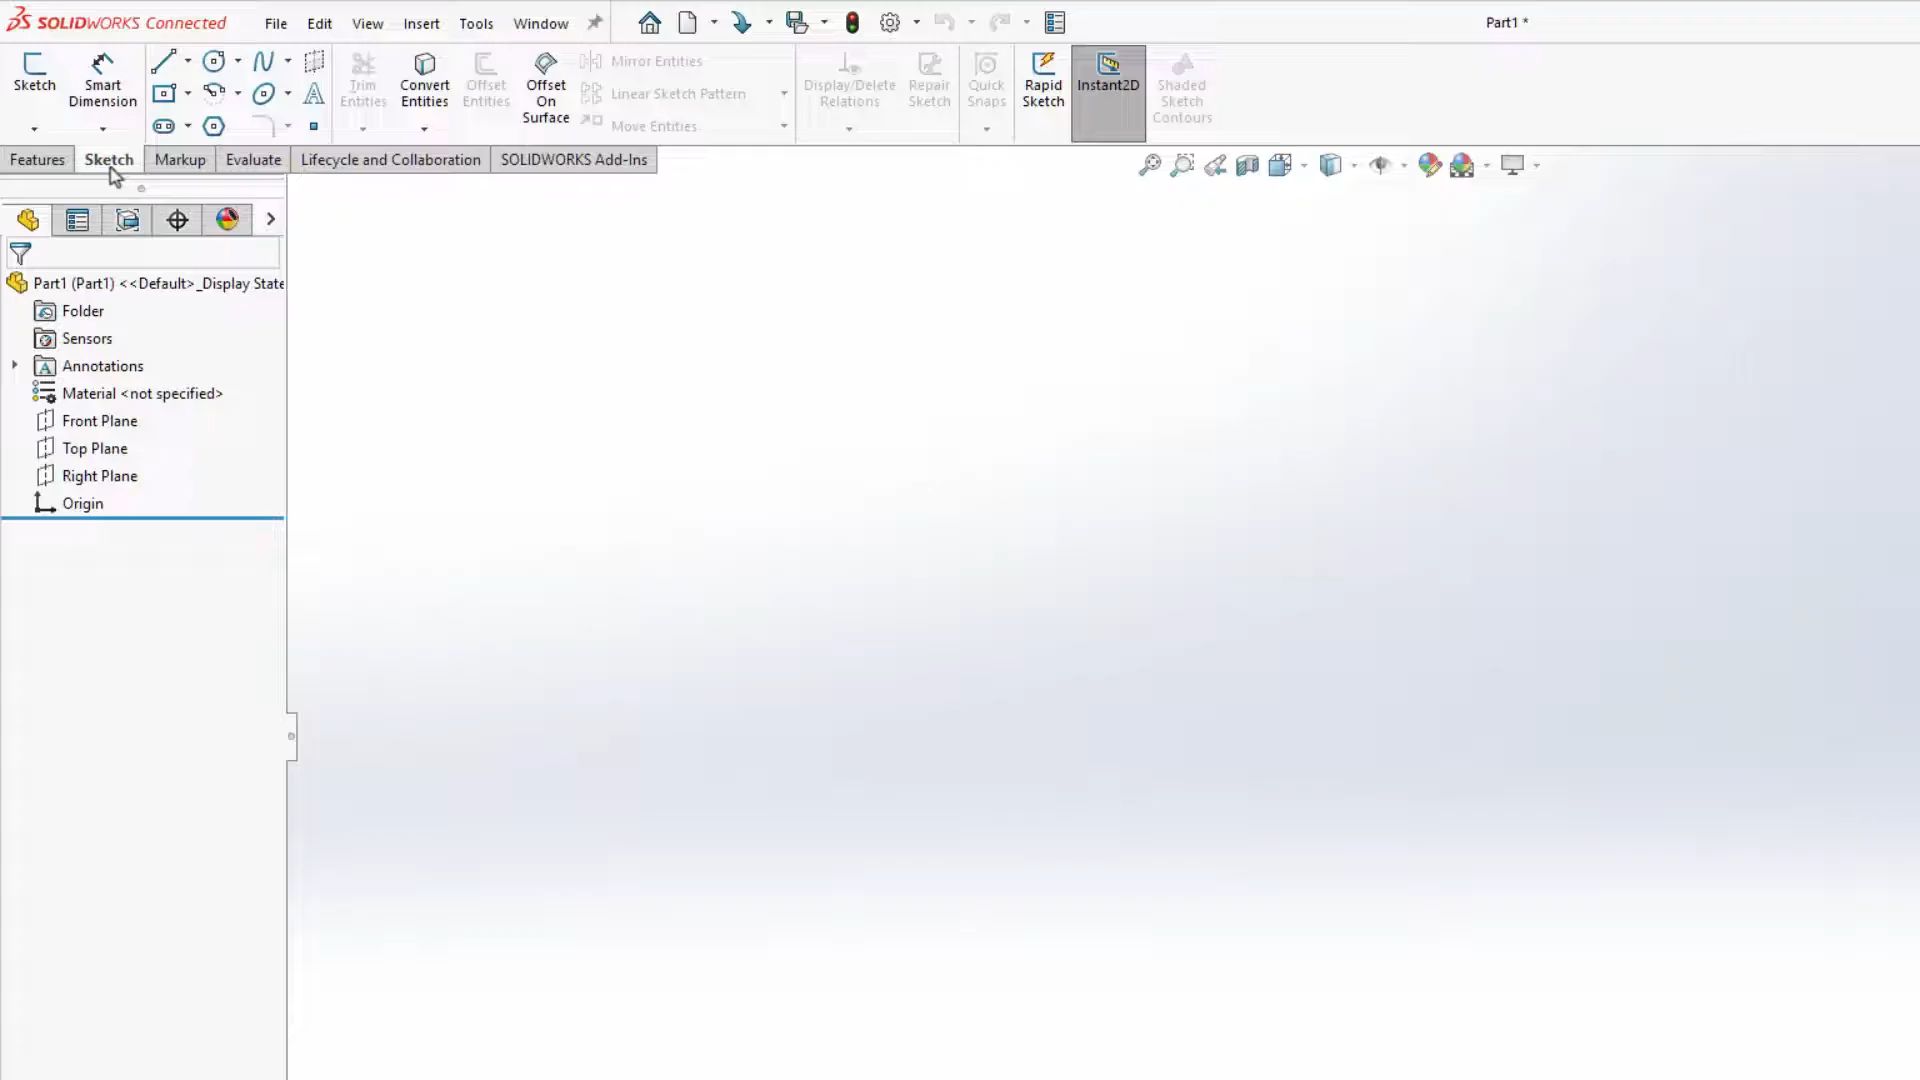 SOLIDWORKS Connected File Edit View Insert Tools Window Part1 *
Sketch
Smart Dimension
Trim Entities
Convert Entities
Offset Entities
Offset On Surface
Mirror Entities
Linear Sketch Pattern
Move Entities
Display/Delete Relations
Repair Sketch
Quick Snaps
Rapid Sketch
Instant2D
Shaded Sketch Contours
Features Sketch Markup Evaluate Lifecycle and Collaboration SOLIDWORKS Add-Ins
Part1 (Part1) <<Default>_Display State
Folder
Sensors
Annotations
Material <not specified>
Front Plane
Top Plane
Right Plane
Origin